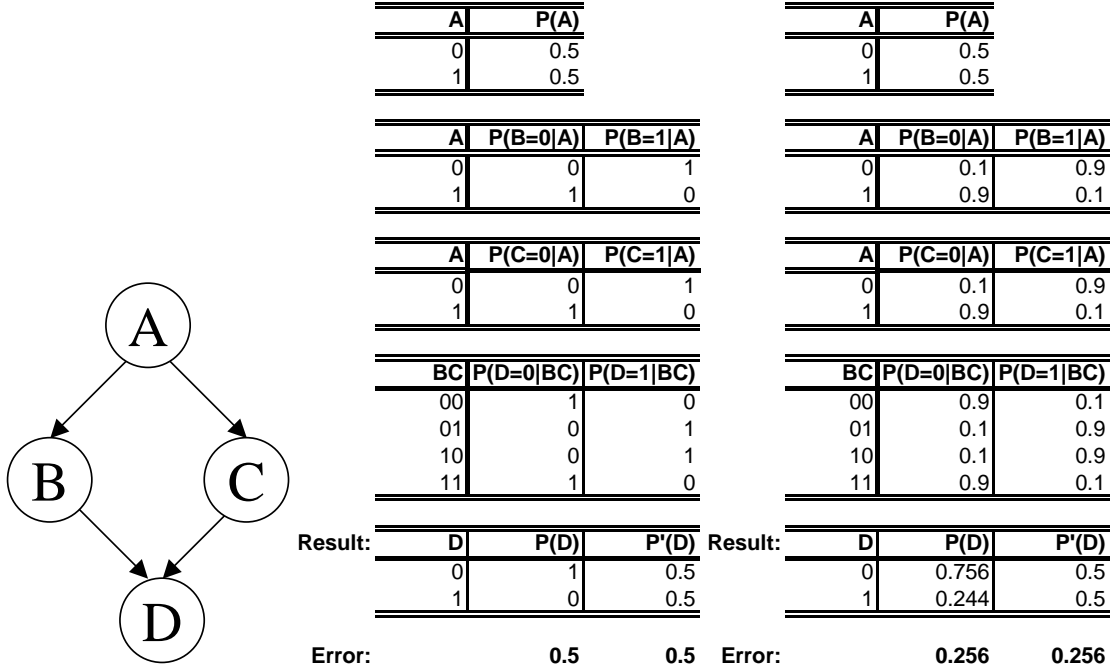 A P(A) A P(A)
0 0.5 0 0.5
1 0.5 1 0.5
A P(B=0|A) P(B=1|A) A P(B=0|A) P(B=1|A)
0 0 1 0 0.1 0.9
1 1 0 1 0.9 0.1
A P(C=0|A) P(C=1|A) A P(C=0|A) P(C=1|A)
0 0 1 0 0.1 0.9
1 1 0 1 0.9 0.1
A
BC P(D=0|BC) P(D=1|BC) BC P(D=0|BC) P(D=1|BC)
00 1 0 00 0.9 0.1
01 0 1 01 0.1 0.9
10 0 1 10 0.1 0.9
B C
11 1 0 11 0.9 0.1
Result: D P(D) P'(D) Result: D P(D) P'(D)
0 1 0.5 0 0.756 0.5
1 0 0.5 1 0.244 0.5
D
Error: 0.5 0.5 Error: 0.256 0.256